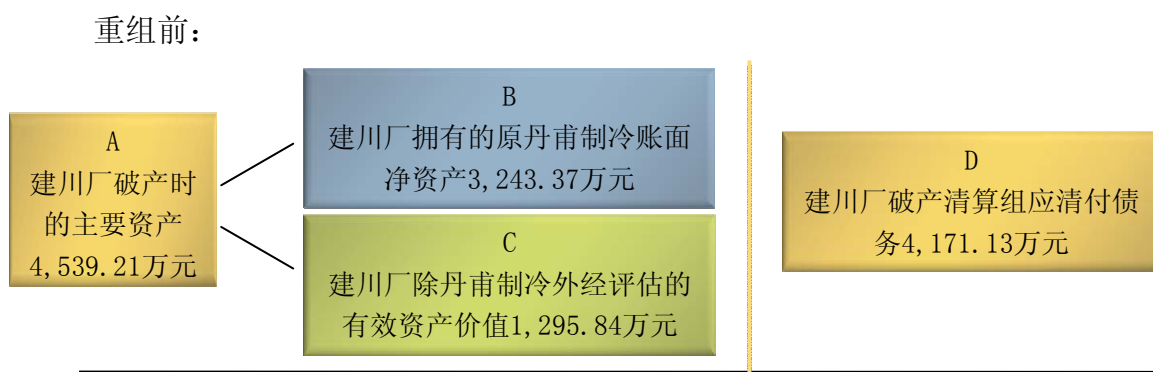 重组前：
A
建川厂破产时
的主要资产
4,539.21万元
B
建川厂拥有的原丹甫制冷账面
净资产3,243.37万元
C
建川厂除丹甫制冷外经评估的
有效资产价值1,295.84万元
D
建川厂破产清算组应清付债
务4,171.13万元